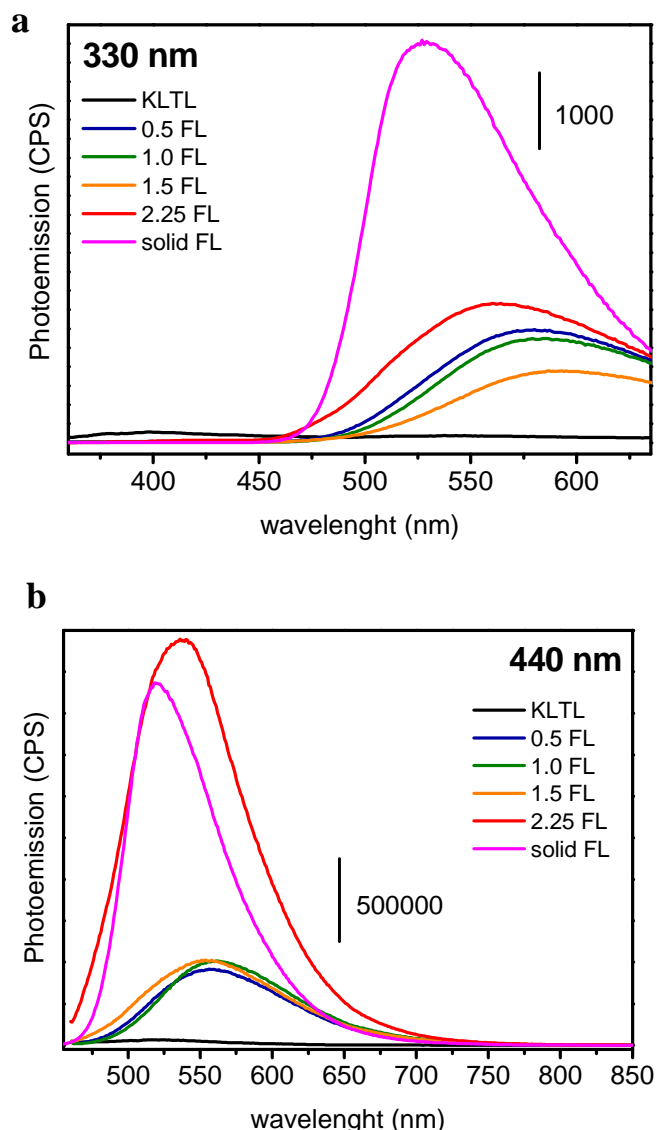 a
330 nm
KLTL
0.5 FL
1.0 FL
1.5 FL
2.25 FL
solid FL
1000
Photoemission (CPS)
400 450 500 550 600
wavelenght (nm)
b
440 nm
KLTL
0.5 FL
1.0 FL
1.5 FL
2.25 FL
solid FL
500000
Photoemission (CPS)
500 550 600 650 700 750 800 850
wavelenght (nm)